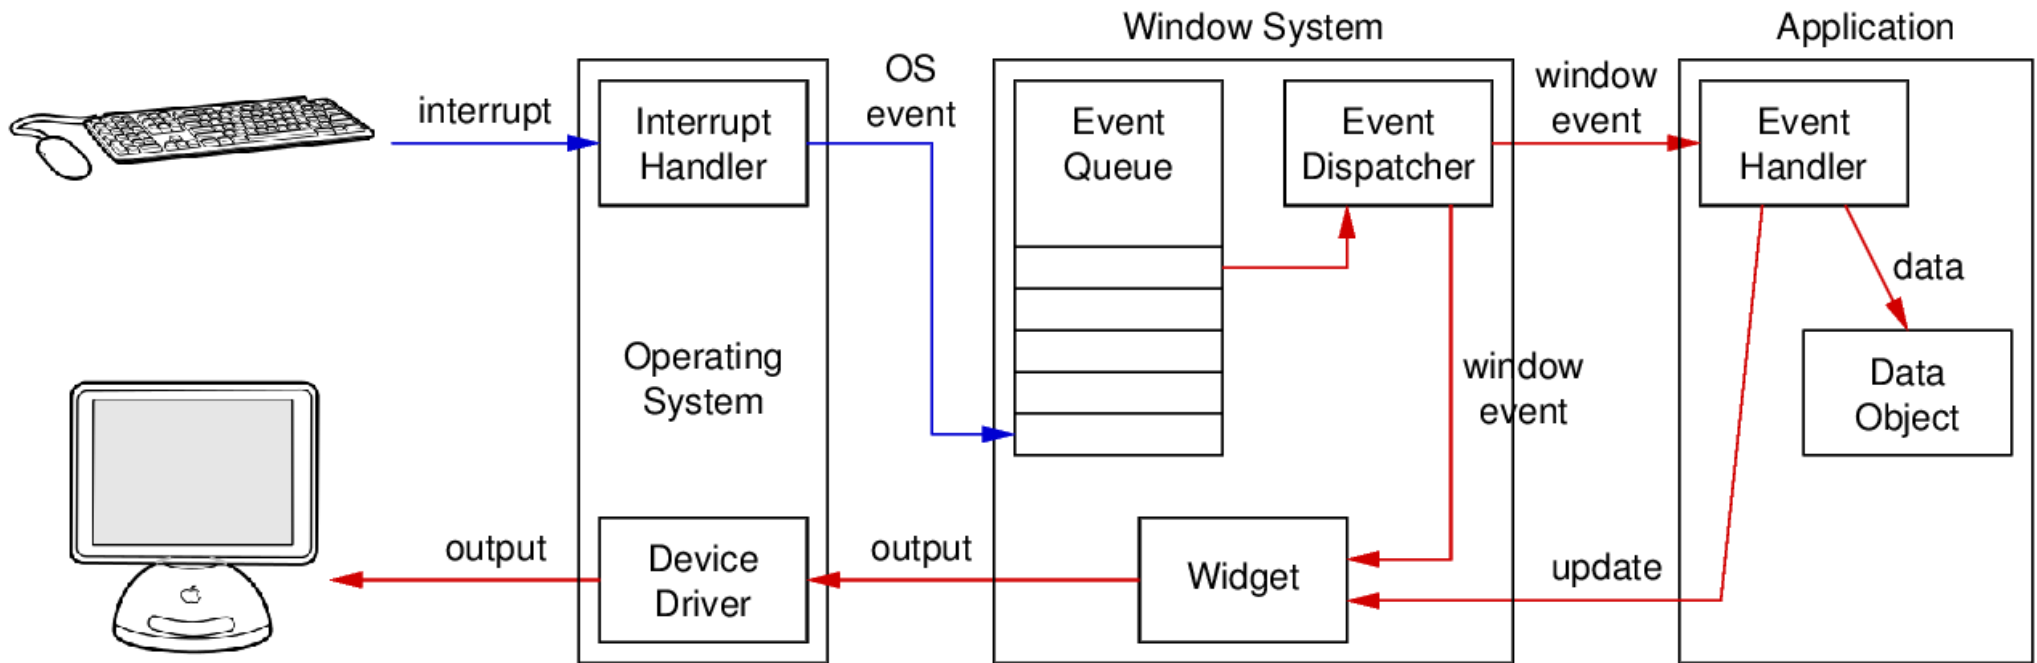 Window System
Application
interrupt
Interrupt
Handler
OS
event
Event
Queue
Event
Dispatcher
window
event
Event
Handler
data
Operating
System
window
event
Data
Object
output
Device
Driver
output
Widget
update